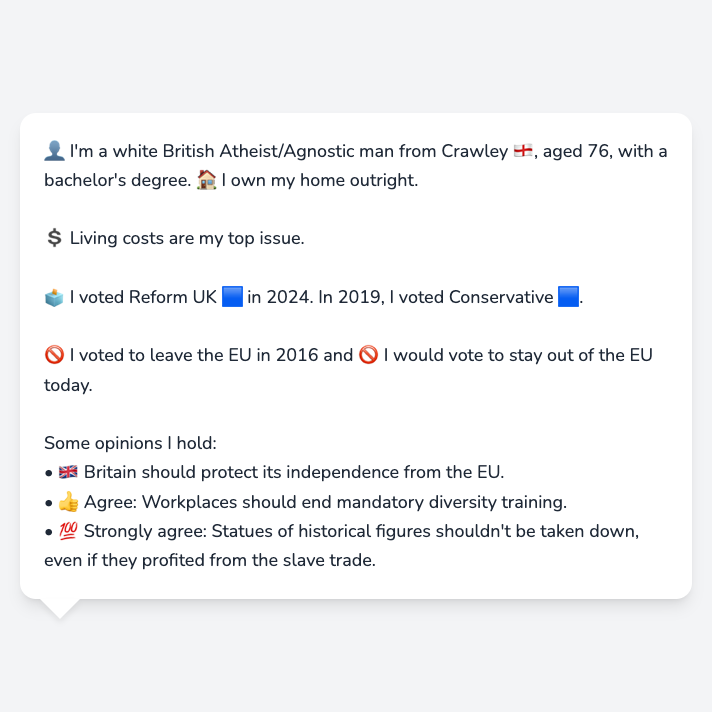 👤 I'm a white British Atheist/Agnostic man from Crawley 🏴󠁧󠁢󠁥󠁮󠁧󠁿, aged 76, with a
bachelor's degree. 🏠 I own my home outright.
💲 Living costs are my top issue.
🗳️ I voted Reform UK 🟦 in 2024. In 2019, I voted Conservative 🟦.
🚫 I voted to leave the EU in 2016 and 🚫 I would vote to stay out of the EU
today.
Some opinions I hold:
• 🇬🇧 Britain should protect its independence from the EU.
• 👍 Agree: Workplaces should end mandatory diversity training.
• 💯 Strongly agree: Statues of historical figures shouldn't be taken down,
even if they profited from the slave trade.